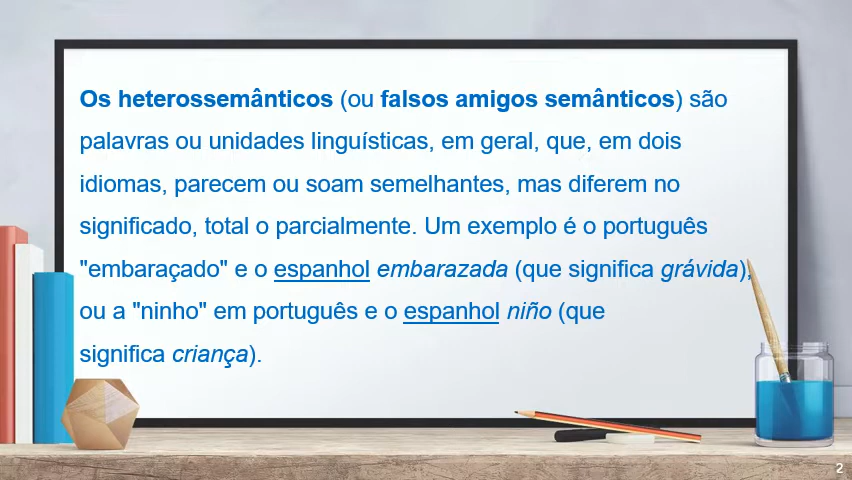 Os heterossemânticos (ou falsos amigos semânticos) são
palavras ou unidades linguísticas, em geral, que, em dois
idiomas, parecem ou soam semelhantes, mas diferem no
significado, total o parcialmente. Um exemplo é o português
"embaraçado" e o espanhol embarazada (que significa grávida),
ou a "ninho" em português e o espanhol niño (que
significa criança).
2